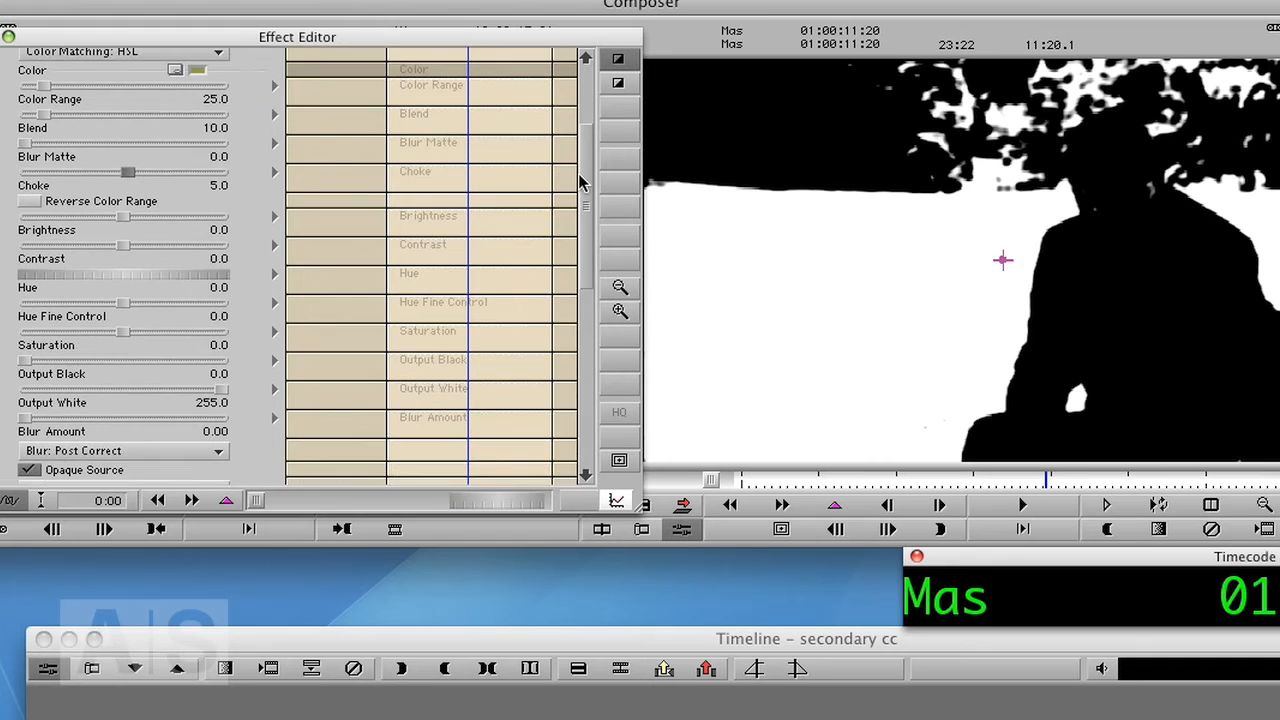 Composer
Effect Editor
Mas 01:00:11:20
Mas 01:00:11:20 23:22 11:20.1
Color Matching: HSL
Color
Color
Color Range 25.0
Color Range
Blend 10.0
Blend
Blur Matte 0.0
Blur Matte
Choke 5.0
Choke
Reverse Color Range
Brightness 0.0
Brightness
Contrast 0.0
Contrast
Hue 0.0
Hue
Hue Fine Control 0.0
Hue Fine Control
Saturation 0.0
Saturation
Output Black 0.0
Output Black
Output White 255.0
Output White
Blur Amount 0.00
Blur Amount
Blur: Post Correct
Opaque Source
HQ
0:00
Timecode
Mas 01
A|S
Timeline – secondary cc